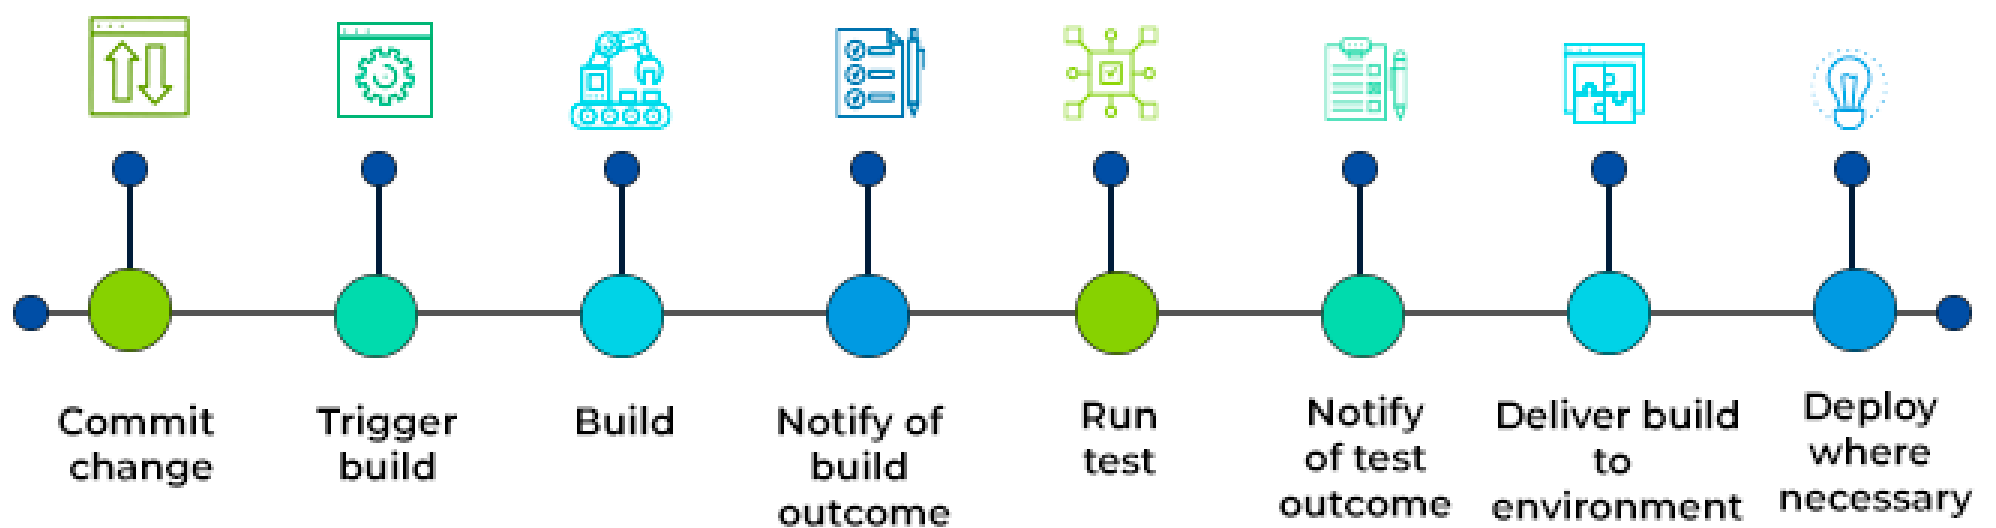 Commit
change
Trigger
build
Build
Notify of
build
outcome
Run
test
Notify
of test
outcome
Deliver build
to
environment
Deploy
where
necessary